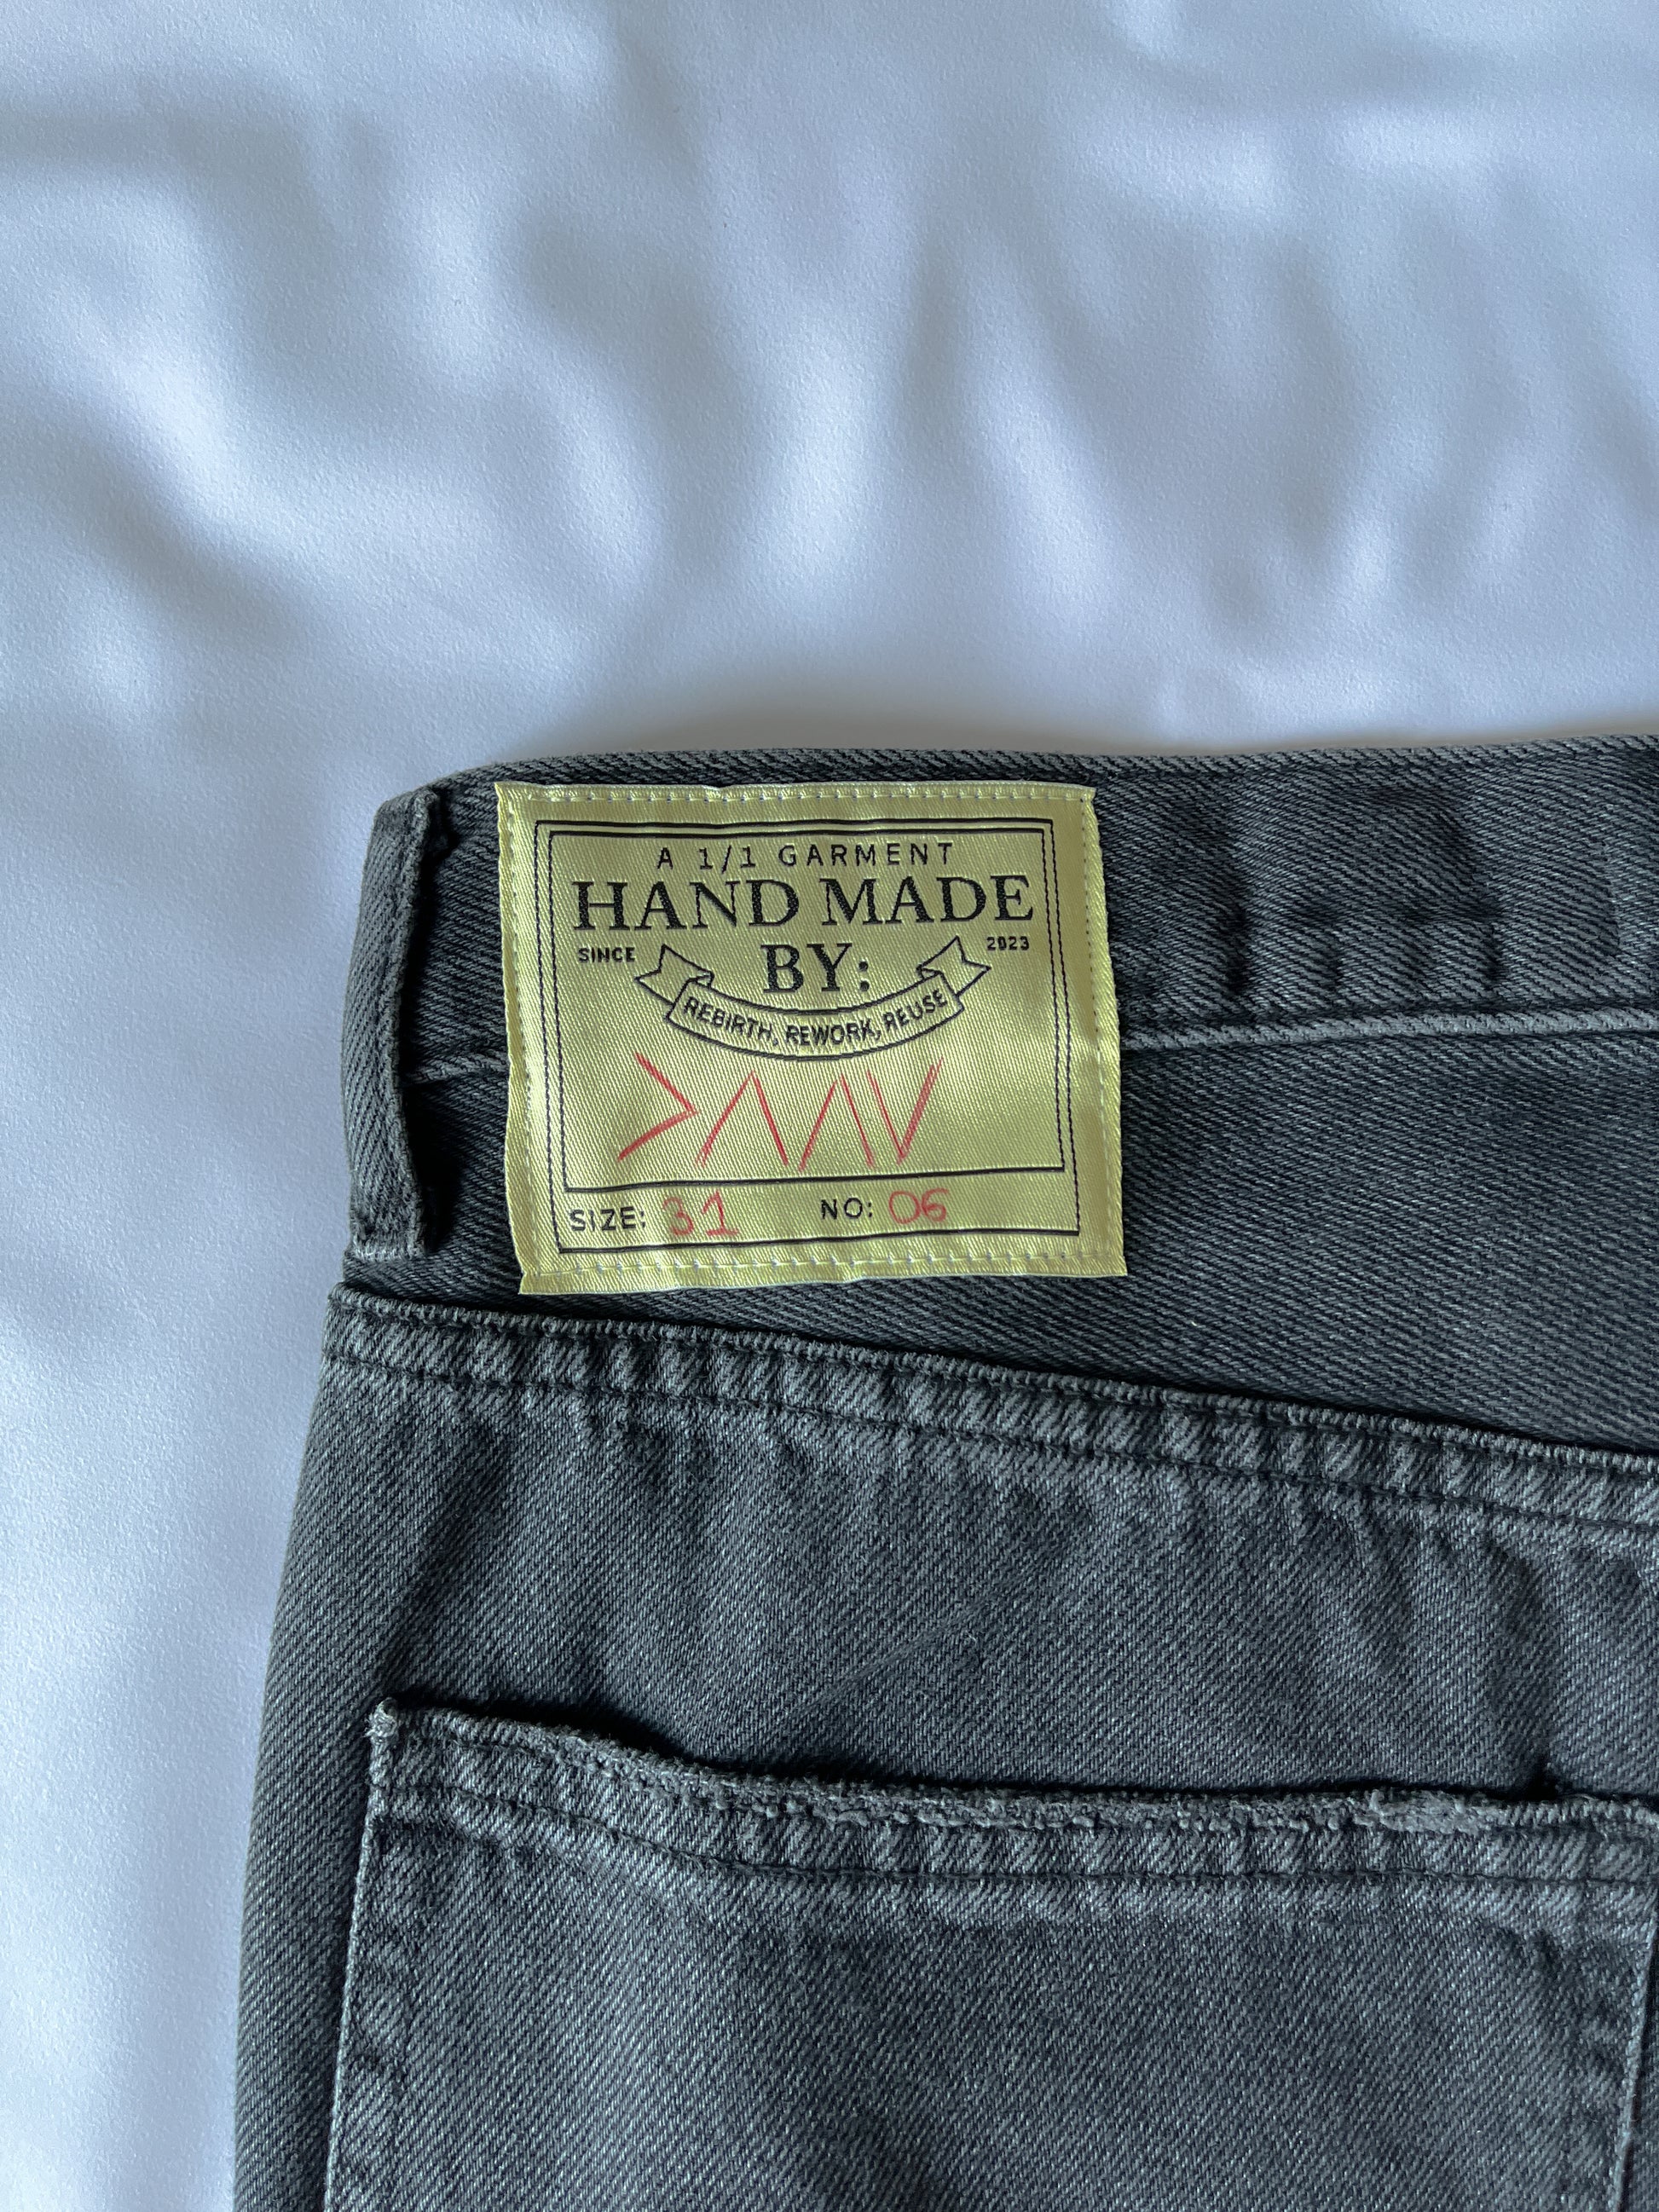 A 1/1 GARMENT
HAND MADE
SINCE BY: 2023
REBIRTH, REWORK, REUSE
SIZE: 31 NO: 06